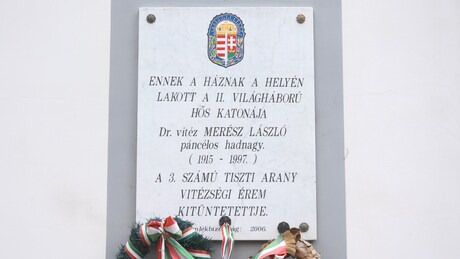 ENNEK A HÁZNAK A HELYÉN
LAKOTT A II. VILÁGHÁBORÚ
HŐS KATONÁJA
Dr. vitéz MERÉSZ LÁSZLÓ
páncélos hadnagy.
( 1915 - 1997. )
A 3. SZÁMÚ TISZTI ARANY
VITÉZSÉGI ÉREM
KITÜNTETETTJE.
2006.